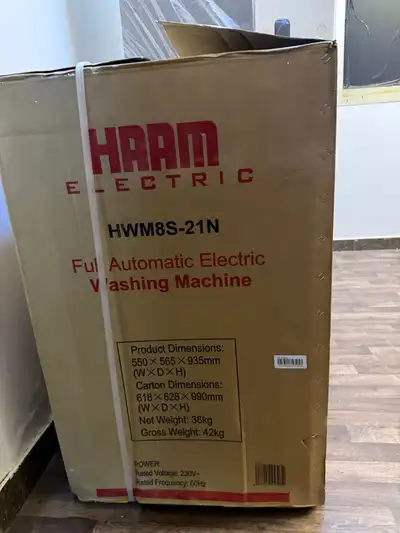 HAAM
ELECTRIC
HWM8S-21N
Full Automatic Electric
Washing Machine
Product Dimensions:
550×565×935mm
(W×D×H)
Carton Dimensions:
618×628×990mm
(W×D×H)
Net Weight: 38kg
Gross Weight: 42kg
POWER
Rated Voltage: 230V~
Rated Frequency: 60Hz